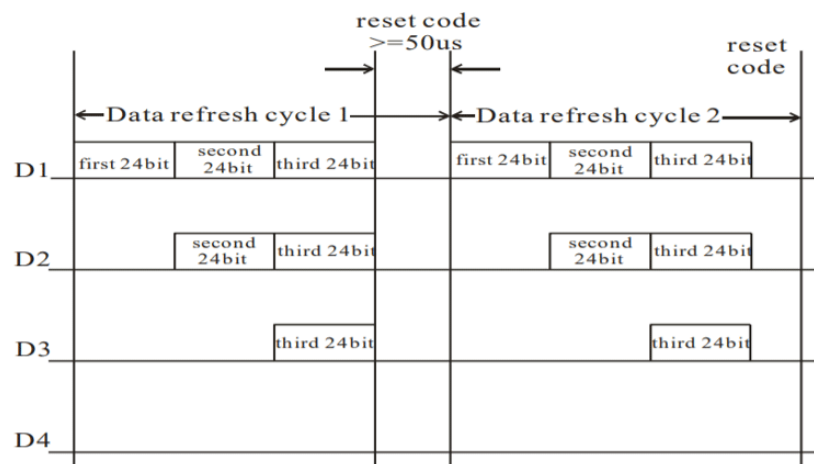 reset code
>=50us
reset
code
Data refresh cycle 1
Data refresh cycle 2
D1
first 24bit
second
24bit
third 24bit
first 24bit
second
24bit
third 24bit
D2
second
24bit
third 24bit
second
24bit
third 24bit
D3
third 24bit
third 24bit
D4